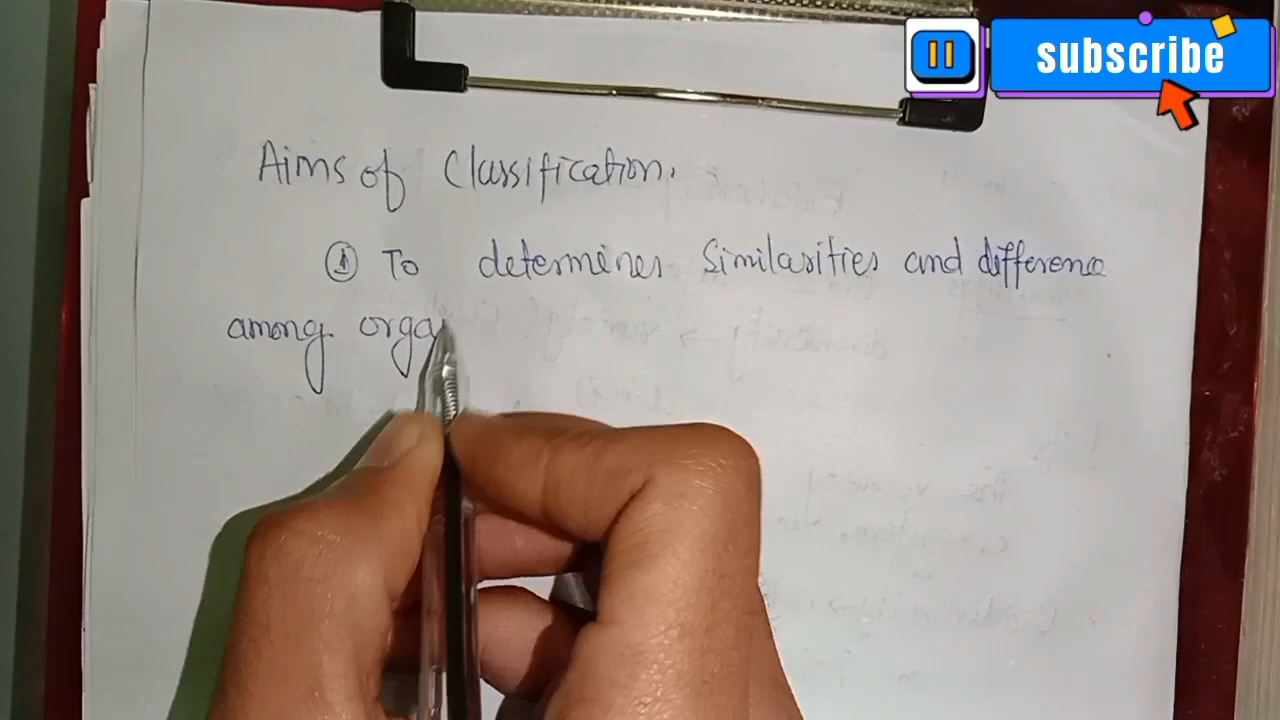 subscribe
Aims of Classification.
① To determines Similarities and difference
among orga